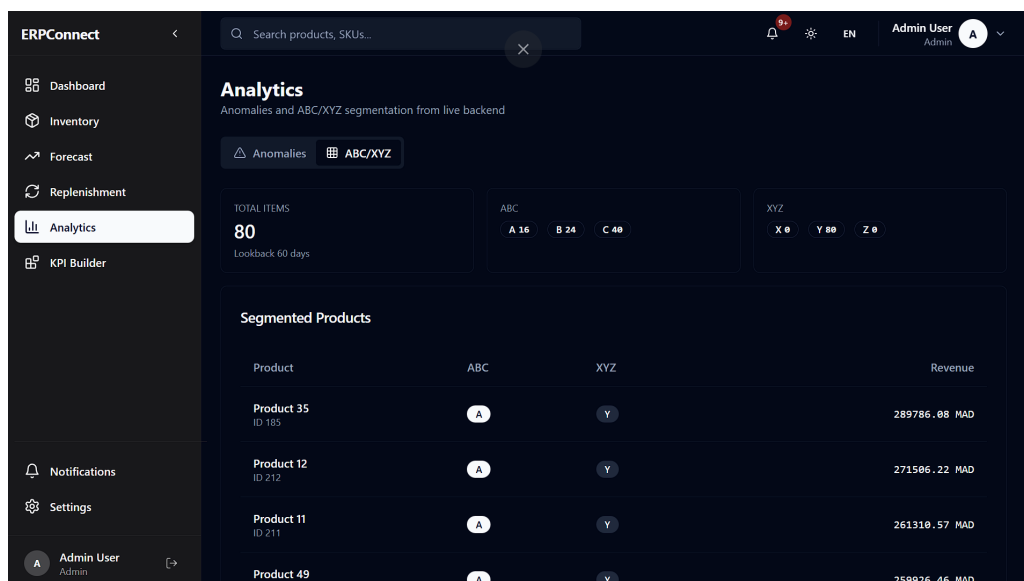 ERPConnect
Search products, SKUs...
9+
EN
Admin User
Admin
A
Dashboard
Inventory
Forecast
Replenishment
Analytics
KPI Builder
Notifications
Settings
A
Admin User
Admin
Analytics
Anomalies and ABC/XYZ segmentation from live backend
Anomalies
ABC/XYZ
TOTAL ITEMS
80
Lookback 60 days
ABC
A 16 B 24 C 40
XYZ
X 0 Y 80 Z 0
Segmented Products
Product ABC XYZ Revenue
Product 35 A Y 289786.08 MAD
ID 185
Product 12 A Y 271506.22 MAD
ID 212
Product 11 A Y 261310.57 MAD
ID 211
Product 49 A Y 259926.46 MAD